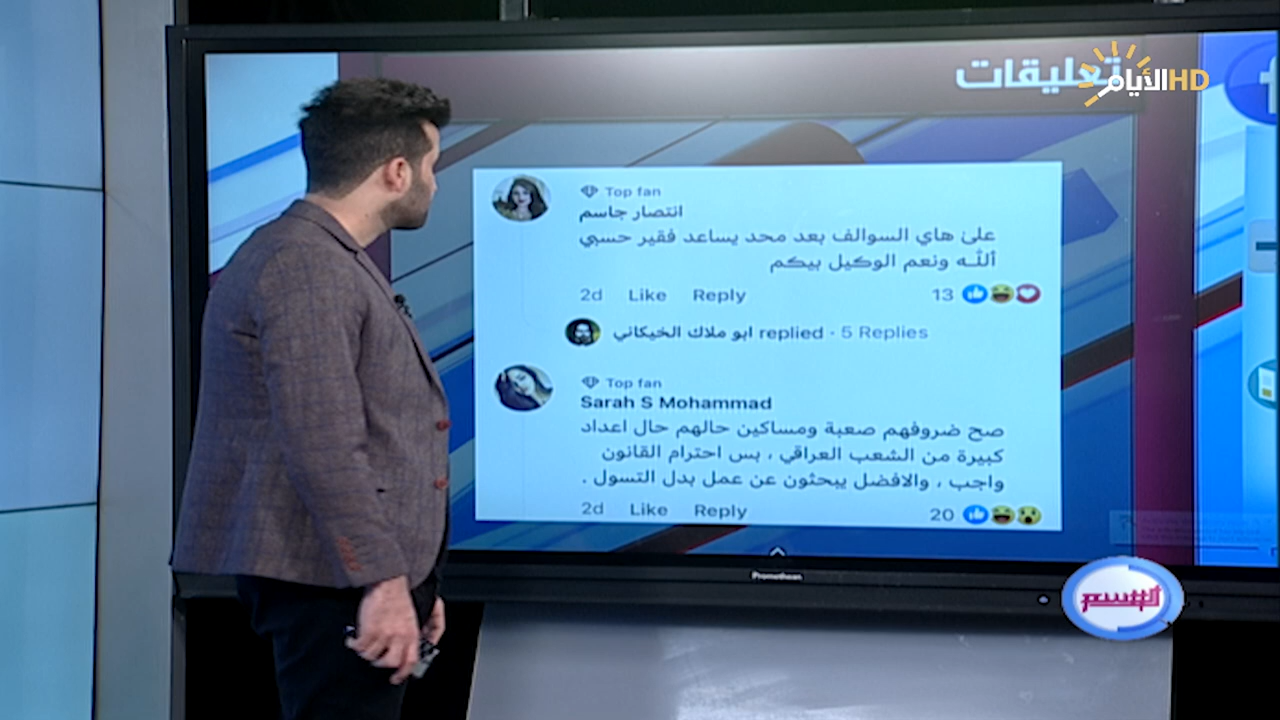 تعليقات
الأيام HD
Top fan
انتصار جاسم
علئ هاي السوالف بعد محد يساعد فقير حسبي
ألله ونعم الوكيل بيكم
2d Like Reply 13
ابو ملاك الخيكاني replied · 5 Replies
Top fan
Sarah S Mohammad
صح ضروفهم صعبة ومساكين حالهم حال اعداد
كبيرة من الشعب العراقي ، بس احترام القانون
واجب ، والافضل يبحثون عن عمل بدل التسول .
2d Like Reply 20
Promethean